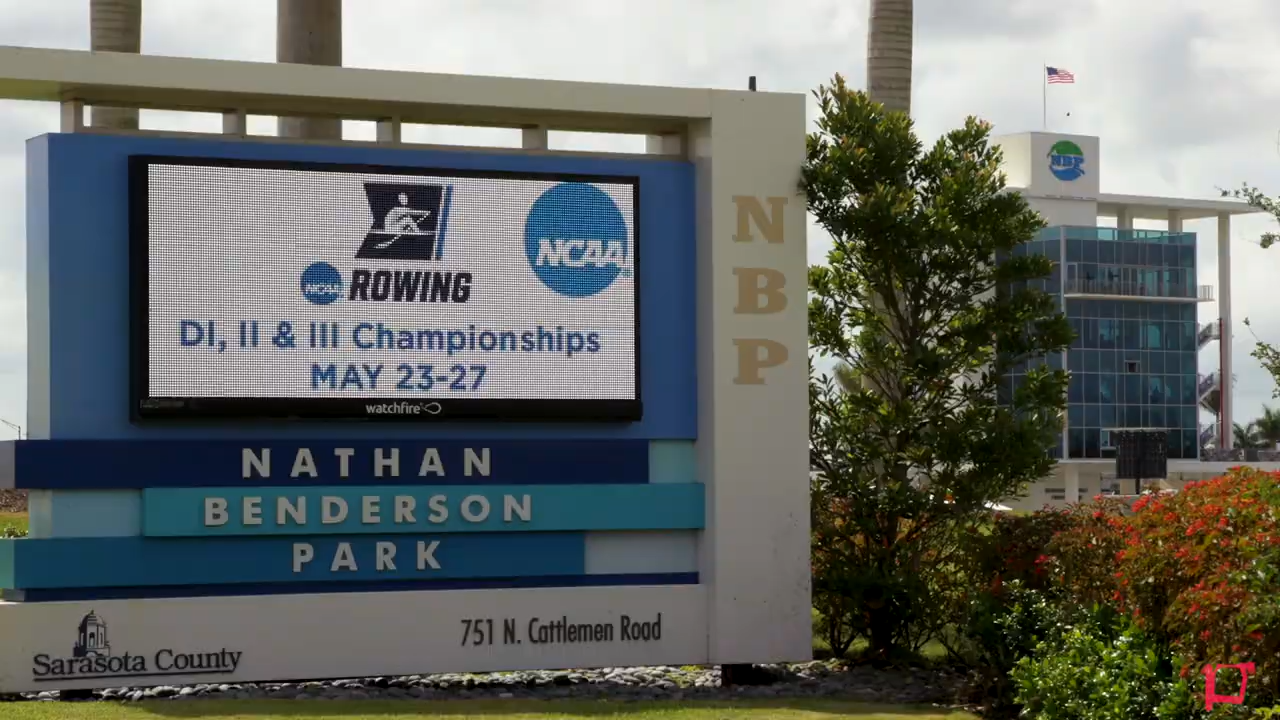 NCAA
NCAA
ROWING
DI, II & III Championships
MAY 23-27
watchfire
NBP
NATHAN
BENDERSON
PARK
Sarasota County
751 N. Cattlemen Road
NBP